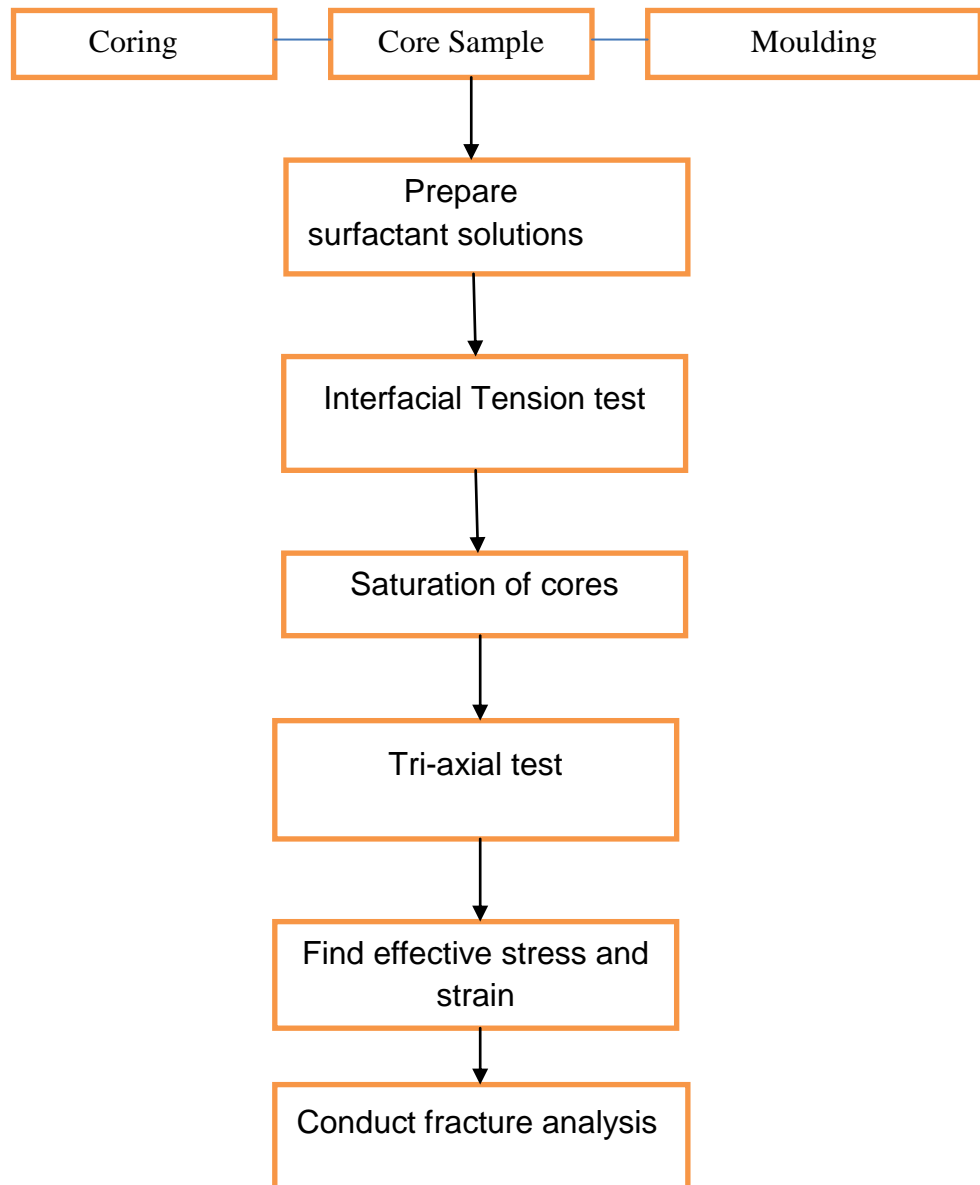 Coring
Core Sample
Moulding
Prepare
surfactant solutions
Interfacial Tension test
Saturation of cores
Tri-axial test
Find effective stress and
strain
Conduct fracture analysis